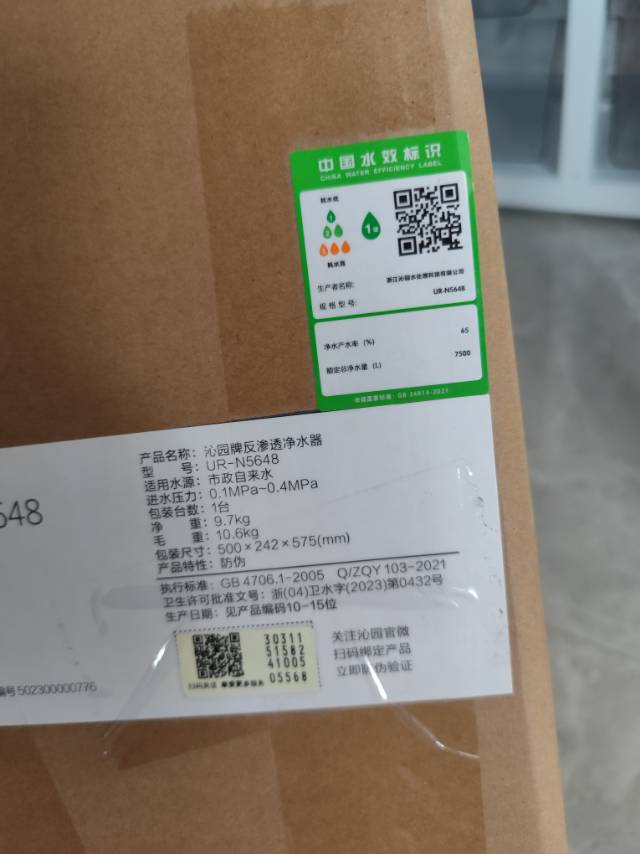 中国水效标识
CHINA WATER EFFICIENCY LABEL
耗水低
1
2
3
耗水高
1级
生产者名称:
浙江沁园水处理科技有限公司
规格型号:
UR-N5648
净水产水率 (%)
65
额定总净水量 (L)
7500
依据国家标准: GB 34914-2021
648
产品名称: 沁园牌反渗透净水器
型 号: UR-N5648
适用水源: 市政自来水
进水压力: 0.1MPa~0.4MPa
包装台数: 1台
净 重: 9.7kg
毛 重: 10.6kg
包装尺寸: 500×242×575(mm)
产品特性: 防伪
执行标准: GB 4706.1-2005 Q/ZQY 103-2021
卫生许可批准文号: 浙(04)卫水字(2023)第0432号
生产日期: 见产品编码10-15位
30311
51582
41005
05568
关注沁园官微
扫码绑定产品
立即防伪验证
编号 502300000776